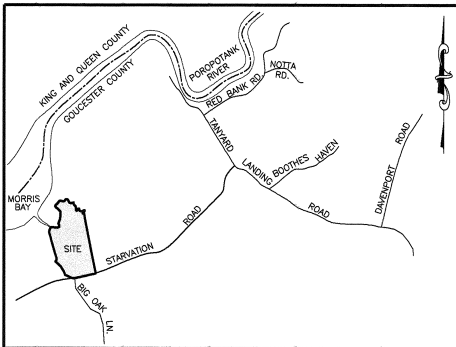 KING AND QUEEN COUNTY
GOUCESTER COUNTY
POROPOTANK
RIVER
RED BANK RD.
NOTTA
RD.
TANYARD
LANDING
ROAD
BOOTHES HAVEN
DAVENPORT ROAD
MORRIS
BAY
SITE
STARVATION ROAD
BIG OAK
LN.